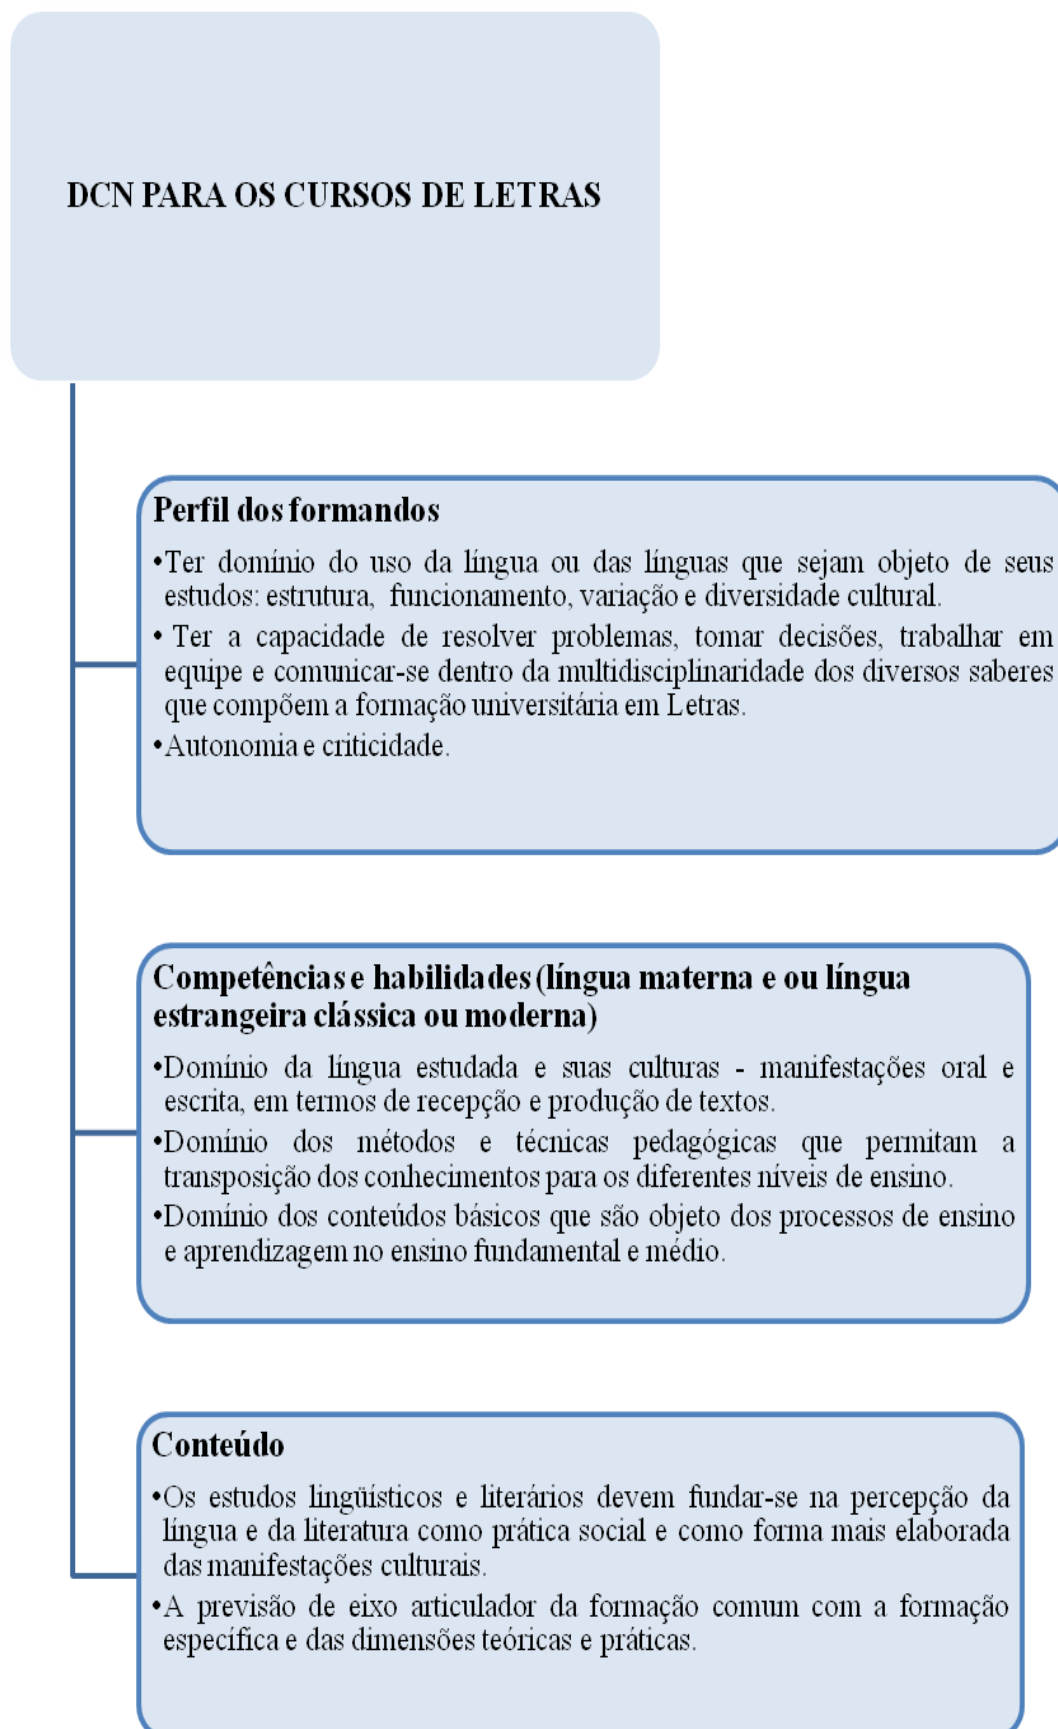 DCN PARA OS CURSOS DE LETRAS
Perfil dos formandos
•Ter domínio do uso da língua ou das línguas que sejam objeto de seus
estudos: estrutura, funcionamento, variação e diversidade cultural.
• Ter a capacidade de resolver problemas, tomar decisões, trabalhar em
equipe e comunicar-se dentro da multidisciplinaridade dos diversos saberes
que compõem a formação universitária em Letras.
•Autonomia e criticidade.
Competências e habilidades (língua materna e ou língua
estrangeira clássica ou moderna)
•Domínio da língua estudada e suas culturas - manifestações oral e
escrita, em termos de recepção e produção de textos.
•Domínio dos métodos e técnicas pedagógicas que permitam a
transposição dos conhecimentos para os diferentes níveis de ensino.
•Domínio dos conteúdos básicos que são objeto dos processos de ensino
e aprendizagem no ensino fundamental e médio.
Conteúdo
•Os estudos lingüísticos e literários devem fundar-se na percepção da
língua e da literatura como prática social e como forma mais elaborada
das manifestações culturais.
•A previsão de eixo articulador da formação comum com a formação
específica e das dimensões teóricas e práticas.